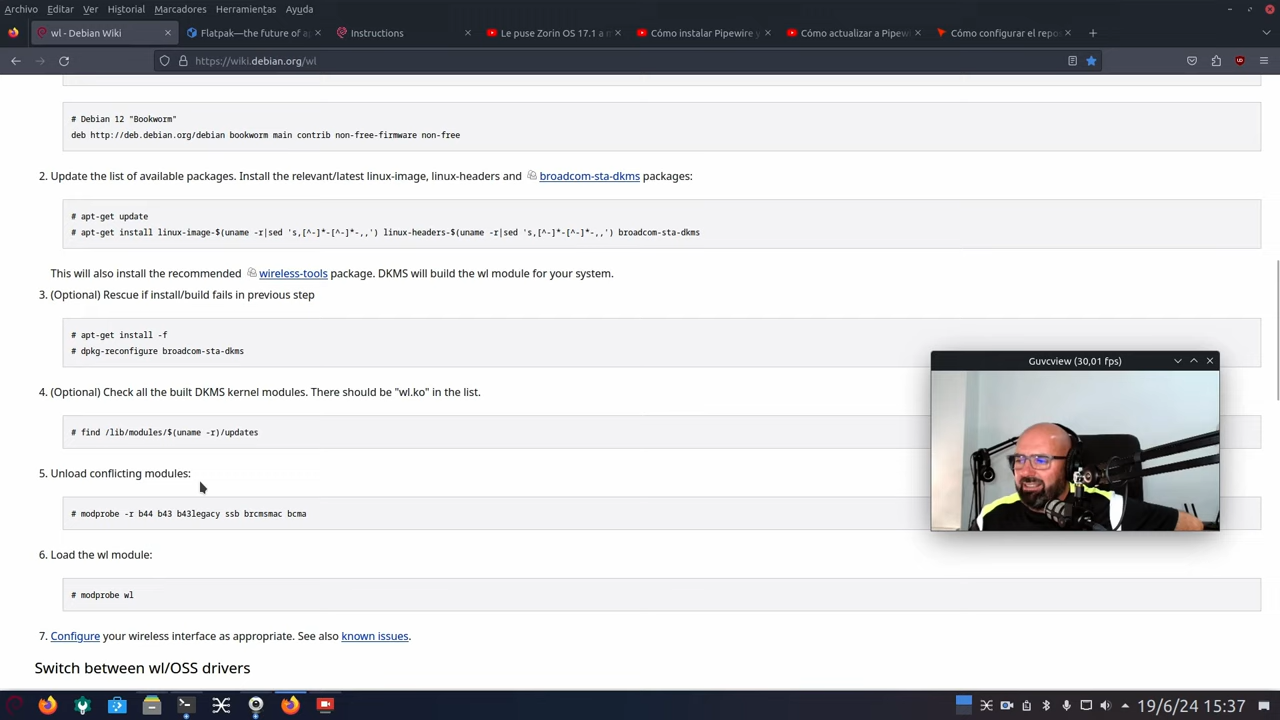 Archivo Editar Ver Historial Marcadores Herramientas Ayuda
wl - Debian Wiki
Flatpak—the future of a
Instructions
Le puse Zorin OS 17.1 a
Cómo instalar Pipewire y
Cómo actualizar a Pipew
Cómo configurar el repo
https://wiki.debian.org/wl
# Debian 12 "Bookworm"
deb http://deb.debian.org/debian bookworm main contrib non-free-firmware non-free
2. Update the list of available packages. Install the relevant/latest linux-image, linux-headers and broadcom-sta-dkms packages:
# apt-get update
# apt-get install linux-image-$(uname -r|sed 's,[^-]*-[^-]*-,,') linux-headers-$(uname -r|sed 's,[^-]*-[^-]*-,,') broadcom-sta-dkms
This will also install the recommended wireless-tools package. DKMS will build the wl module for your system.
3. (Optional) Rescue if install/build fails in previous step
# apt-get install -f
# dpkg-reconfigure broadcom-sta-dkms
Guvcview (30,01 fps)
4. (Optional) Check all the built DKMS kernel modules. There should be "wl.ko" in the list.
# find /lib/modules/$(uname -r)/updates
5. Unload conflicting modules:
# modprobe -r b44 b43 b43legacy ssb brcmsmac bcma
6. Load the wl module:
# modprobe wl
7. Configure your wireless interface as appropriate. See also known issues.
Switch between wl/OSS drivers
19/6/24 15:37